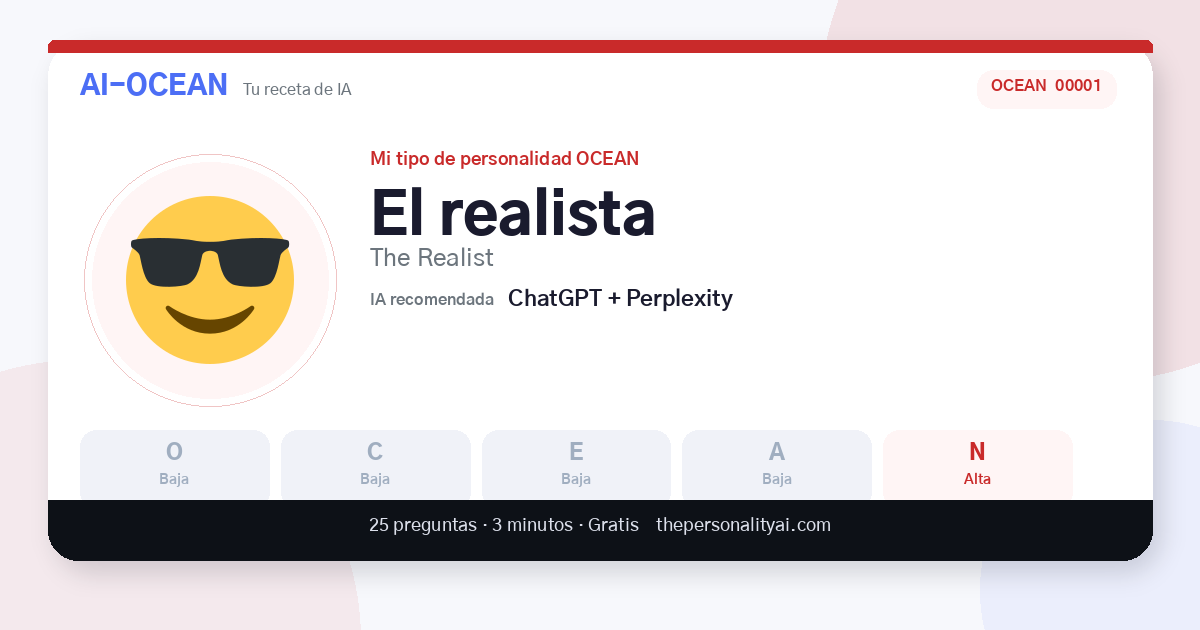 AI-OCEAN Tu receta de IA
OCEAN 00001
Mi tipo de personalidad OCEAN
El realista
The Realist
IA recomendada ChatGPT + Perplexity
O
Baja
C
Baja
E
Baja
A
Baja
N
Alta
25 preguntas · 3 minutos · Gratis thepersonalityai.com